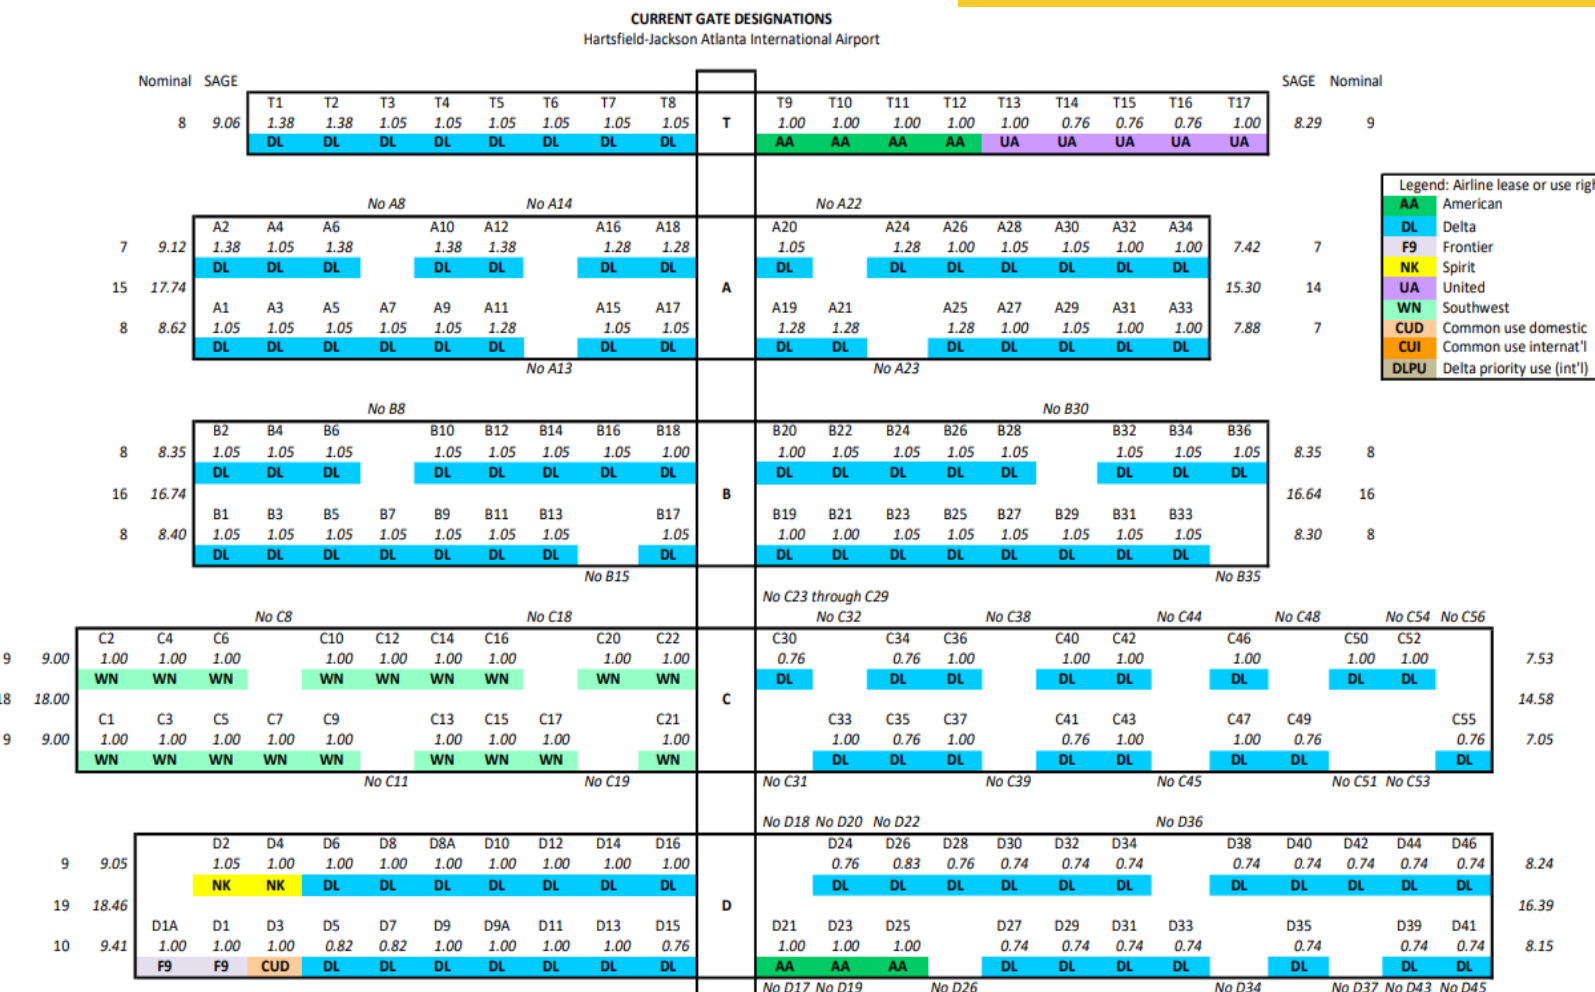 CURRENT GATE DESIGNATIONS
Hartsfield-Jackson Atlanta International Airport
Nominal SAGE SAGE Nominal
T1 T2 T3 T4 T5 T6 T7 T8 T9 T10 T11 T12 T13 T14 T15 T16 T17
8 9.06 1.38 1.38 1.05 1.05 1.05 1.05 1.05 1.05 T 1.00 1.00 1.00 1.00 1.00 0.76 0.76 0.76 1.00 8.29 9
DL DL DL DL DL DL DL DL AA AA AA AA UA UA UA UA UA
Legend: Airline lease or use righ
AA American
DL Delta
F9 Frontier
NK Spirit
UA United
WN Southwest
CUD Common use domestic
CUI Common use internat'l
DLPU Delta priority use (int'l)
No A8 No A14 No A22
A2 A4 A6 A10 A12 A16 A18 A20 A24 A26 A28 A30 A32 A34
7 9.12 1.38 1.05 1.38 1.38 1.38 1.28 1.28 1.05 1.28 1.00 1.05 1.05 1.00 1.00 7.42 7
DL DL DL DL DL DL DL DL DL DL DL DL DL DL
15 17.74 A 15.30 14
A1 A3 A5 A7 A9 A11 A15 A17 A19 A21 A25 A27 A29 A31 A33
8 8.62 1.05 1.05 1.05 1.05 1.05 1.28 1.05 1.05 1.28 1.28 1.28 1.00 1.05 1.00 1.00 7.88 7
DL DL DL DL DL DL DL DL DL DL DL DL DL DL DL
No A13 No A23
No B8 No B30
B2 B4 B6 B10 B12 B14 B16 B18 B20 B22 B24 B26 B28 B32 B34 B36
8 8.35 1.05 1.05 1.05 1.05 1.05 1.05 1.05 1.00 1.00 1.05 1.05 1.05 1.05 1.05 1.05 1.05 8.35 8
DL DL DL DL DL DL DL DL DL DL DL DL DL DL DL DL
16 16.74 B 16.64 16
B1 B3 B5 B7 B9 B11 B13 B17 B19 B21 B23 B25 B27 B29 B31 B33
8 8.40 1.05 1.05 1.05 1.05 1.05 1.05 1.05 1.05 1.00 1.00 1.05 1.05 1.05 1.05 1.05 1.05 8.30 8
DL DL DL DL DL DL DL DL DL DL DL DL DL DL DL DL
No B15 No B35
No C23 through C29
No C8 No C18 No C32 No C38 No C44 No C48 No C54 No C56
C2 C4 C6 C10 C12 C14 C16 C20 C22 C30 C34 C36 C40 C42 C46 C50 C52
9 9.00 1.00 1.00 1.00 1.00 1.00 1.00 1.00 1.00 1.00 0.76 0.76 1.00 1.00 1.00 1.00 1.00 1.00 7.53
WN WN WN WN WN WN WN WN WN DL DL DL DL DL DL DL DL
18 18.00 C 14.58
C1 C3 C5 C7 C9 C13 C15 C17 C21 C33 C35 C37 C41 C43 C47 C49 C55
9 9.00 1.00 1.00 1.00 1.00 1.00 1.00 1.00 1.00 1.00 1.00 0.76 1.00 0.76 1.00 1.00 0.76 0.76 7.05
WN WN WN WN WN WN WN WN WN DL DL DL DL DL DL DL DL
No C11 No C19 No C31 No C39 No C45 No C51 No C53
No D18 No D20 No D22 No D36
D2 D4 D6 D8 D8A D10 D12 D14 D16 D24 D26 D28 D30 D32 D34 D38 D40 D42 D44 D46
9 9.05 1.05 1.00 1.00 1.00 1.00 1.00 1.00 1.00 1.00 0.76 0.83 0.76 0.74 0.74 0.74 0.74 0.74 0.74 0.74 0.74 8.24
NK NK DL DL DL DL DL DL DL DL DL DL DL DL DL DL DL DL DL DL
19 18.46 D 16.39
D1A D1 D3 D5 D7 D9 D9A D11 D13 D15 D21 D23 D25 D27 D29 D31 D33 D35 D39 D41
10 9.41 1.00 1.00 1.00 0.82 0.82 1.00 1.00 1.00 1.00 0.76 1.00 1.00 1.00 0.74 0.74 0.74 0.74 0.74 0.74 0.74 8.15
F9 F9 CUD DL DL DL DL DL DL DL AA AA AA DL DL DL DL DL DL DL
No D17 No D19 No D26 No D34 No D37 No D43 No D45